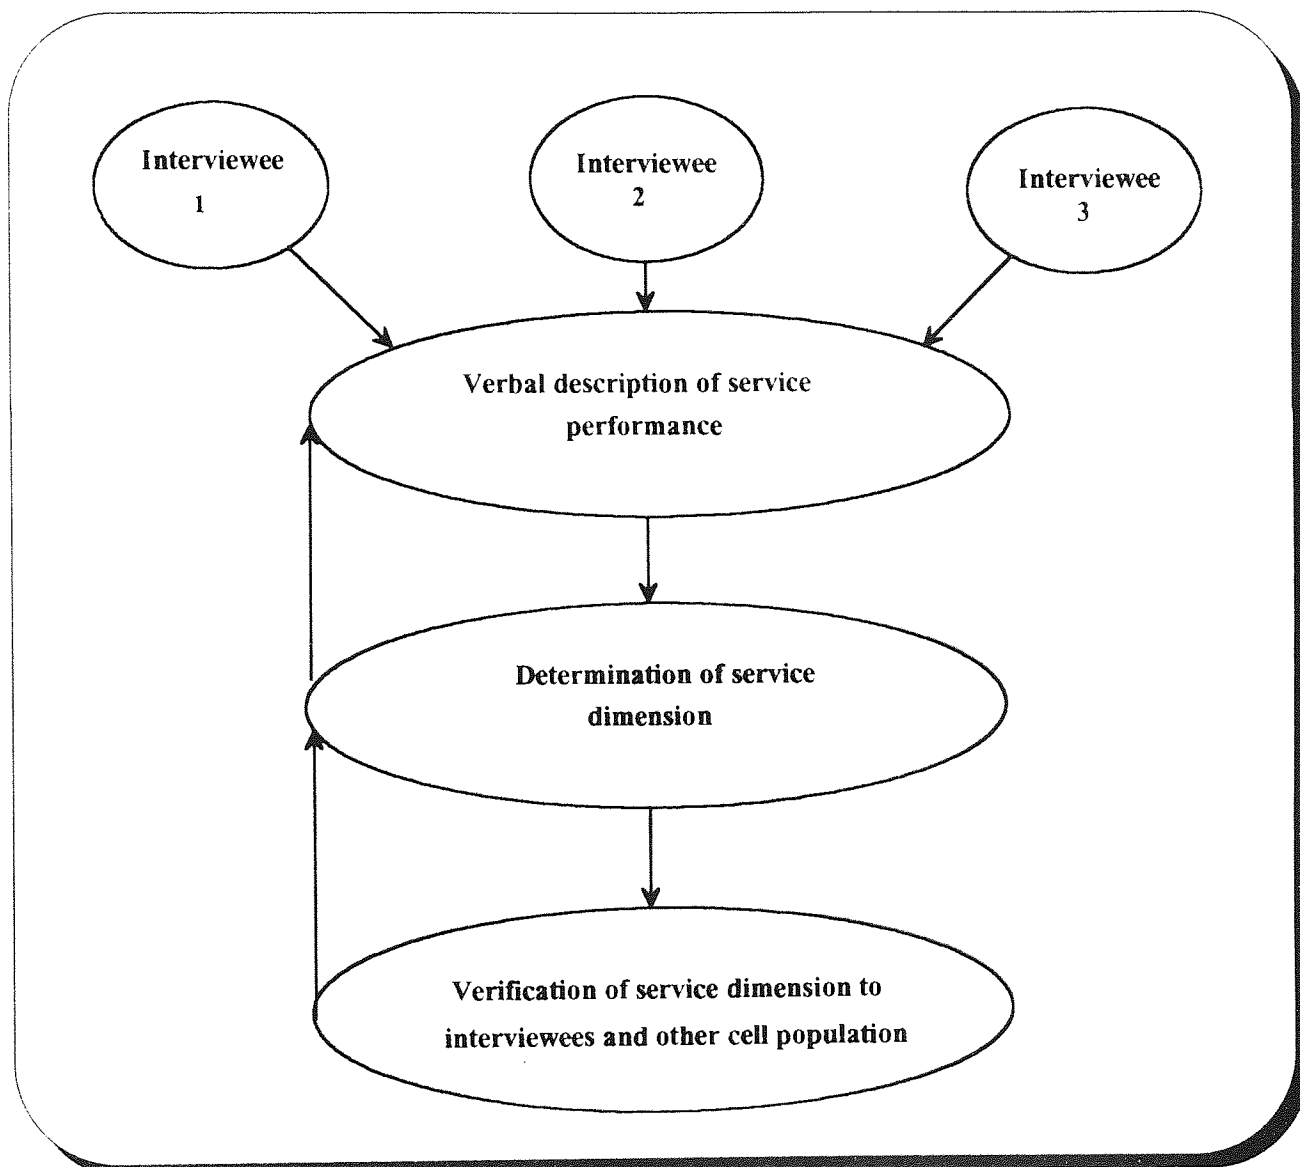 Interviewee
1
Interviewee
2
Interviewee
3
Verbal description of service
performance
Determination of service
dimension
Verification of service dimension to
interviewees and other cell population